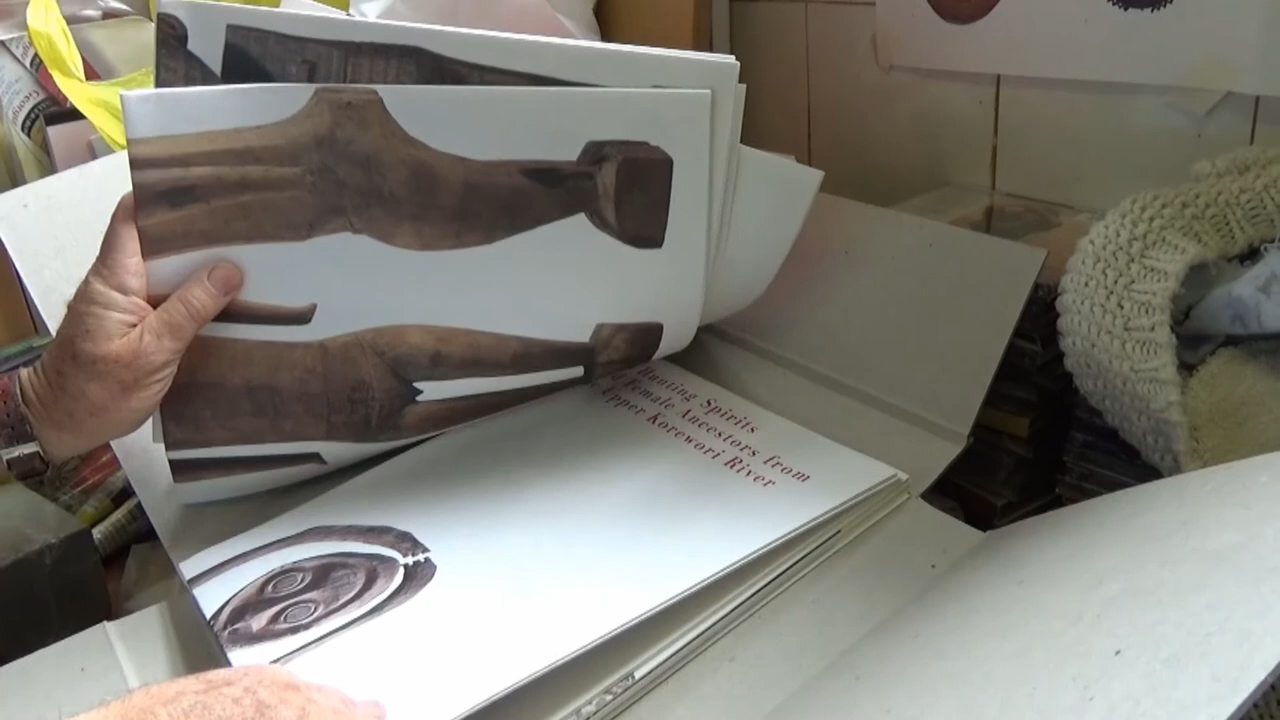 Hunting Spirits
Female Ancestors from
Upper Korewori River